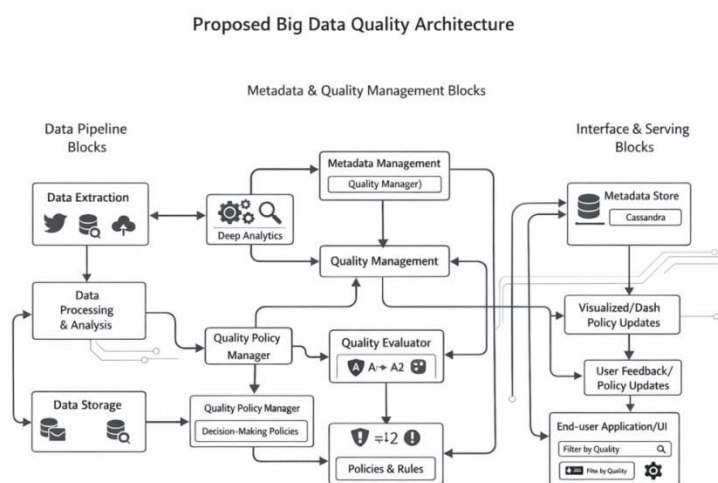 Proposed Big Data Quality Architecture
Metadata & Quality Management Blocks
Data Pipeline
Blocks
Interface & Serving
Blocks
Data Extraction
Deep Analytics
Metadata Management
Quality Manager)
Metadata Store
Cassandra
Quality Management
Data
Processing
& Analysis
Quality Policy
Manager
Quality Evaluator
A A→ A2
Visualized/Dash
Policy Updates
User Feedback/
Policy Updates
Data Storage
Quality Policy Manager
Decision-Making Policies
Policies & Rules
End-user Application/UI
Filter by Quality
Fitte by Quality